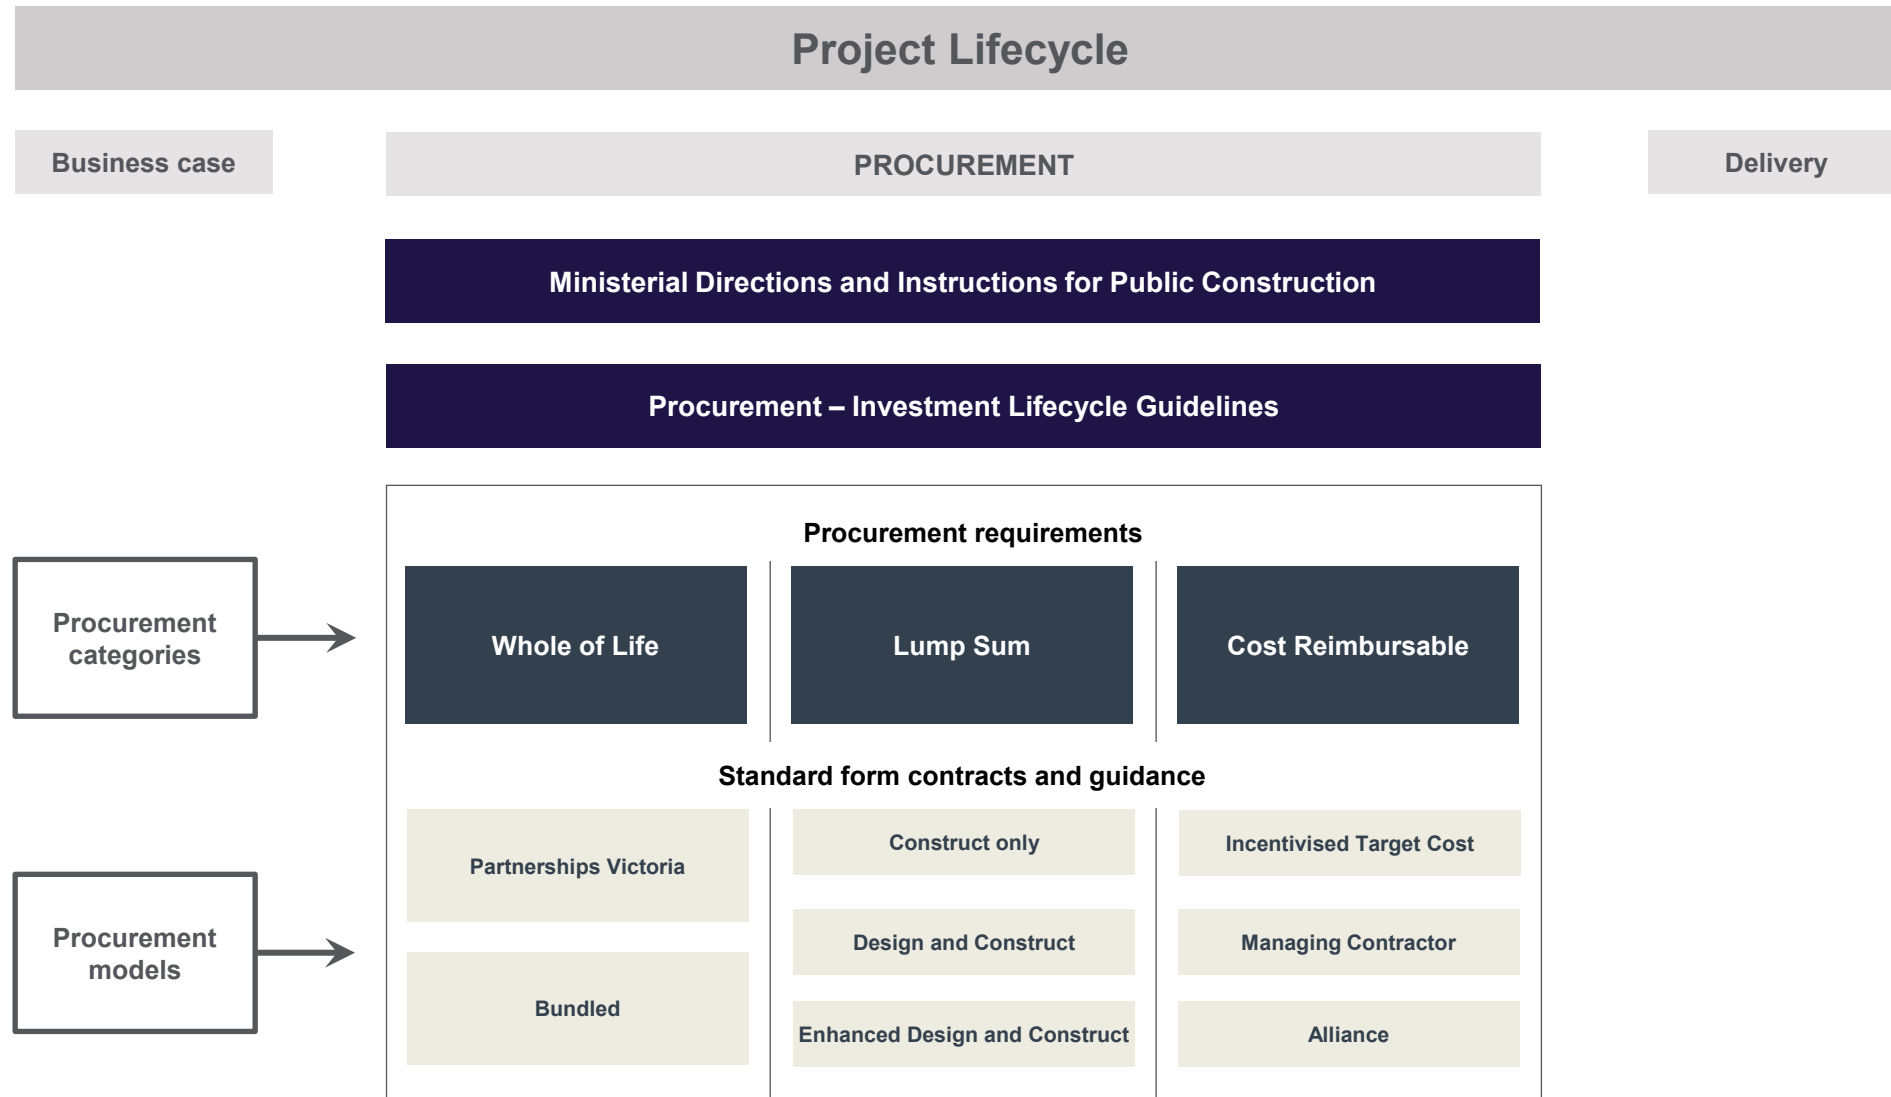 Project Lifecycle
Business case
PROCUREMENT
Delivery
Ministerial Directions and Instructions for Public Construction
Procurement – Investment Lifecycle Guidelines
Procurement requirements
Procurement
categories
Whole of Life
Lump Sum
Cost Reimbursable
Standard form contracts and guidance
Procurement
models
Partnerships Victoria
Bundled
Construct only
Design and Construct
Enhanced Design and Construct
Incentivised Target Cost
Managing Contractor
Alliance